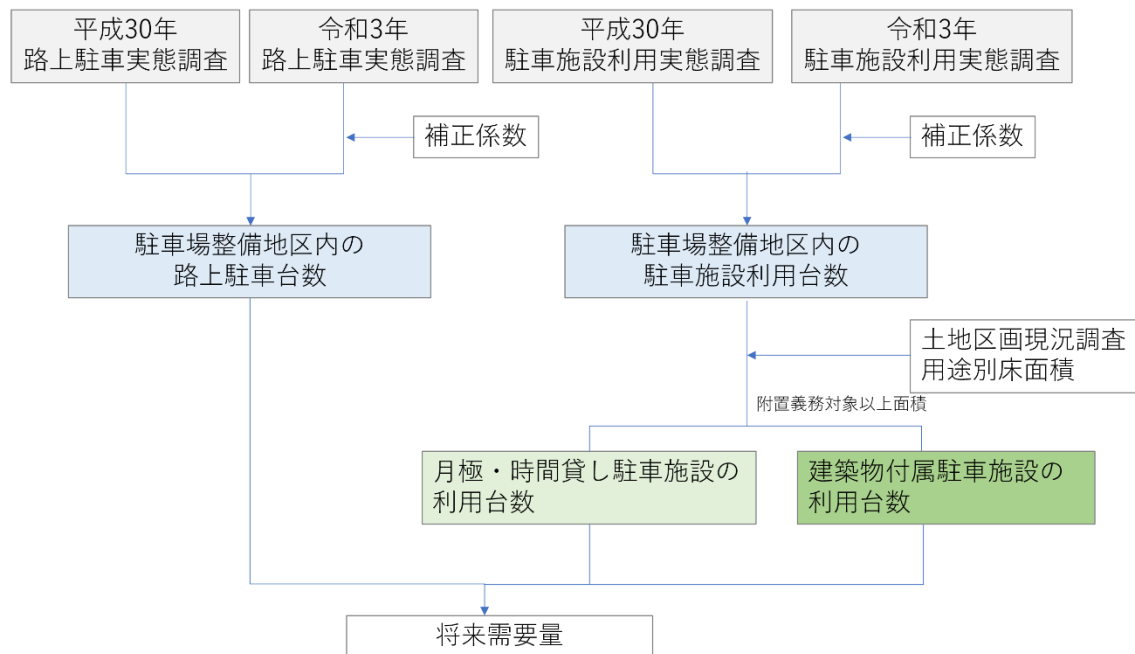 平成30年
路上駐車実態調査
令和3年
路上駐車実態調査
平成30年
駐車施設利用実態調査
令和3年
駐車施設利用実態調査
補正係数
補正係数
駐車場整備地区内の
路上駐車台数
駐車場整備地区内の
駐車施設利用台数
土地区画現況調査
用途別床面積
附置義務対象以上面積
月極・時間貸し駐車施設の
利用台数
建築物付属駐車施設の
利用台数
将来需要量